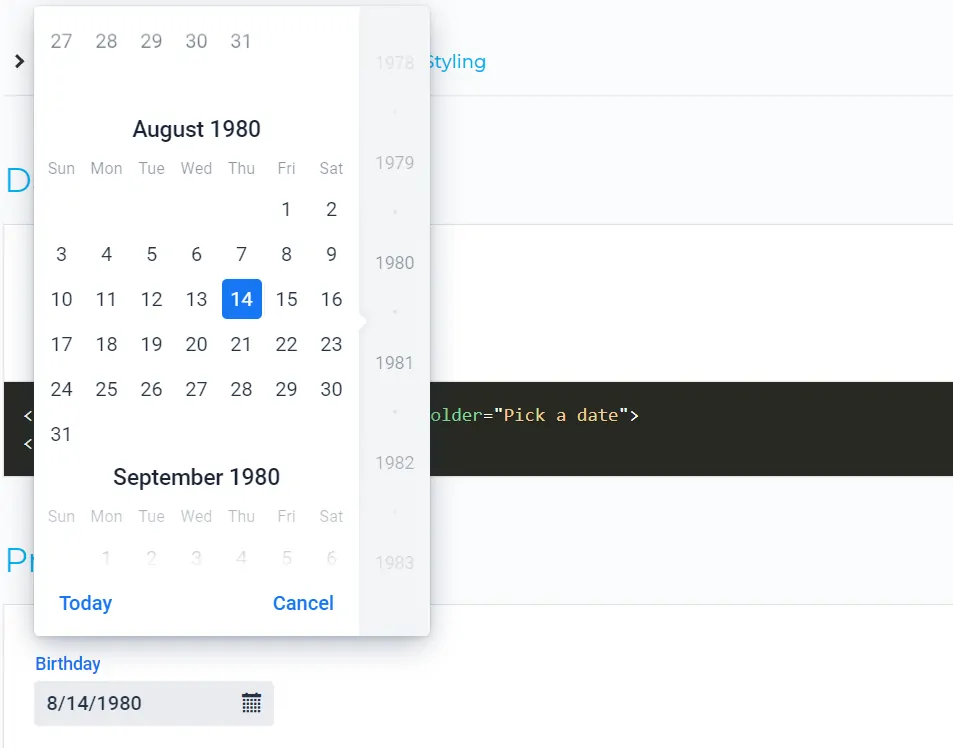 27 28 29 30 31
August 1980
Sun Mon Tue Wed Thu Fri Sat
1 2
3 4 5 6 7 8 9
10 11 12 13 14 15 16
17 18 19 20 21 22 23
24 25 26 27 28 29 30
31
September 1980
Sun Mon Tue Wed Thu Fri Sat
1 2 3 4 5 6
Today Cancel
1978
1979
1980
1981
1982
1983
Styling
D
<
older="Pick a date">
<
Pr
Birthday
8/14/1980